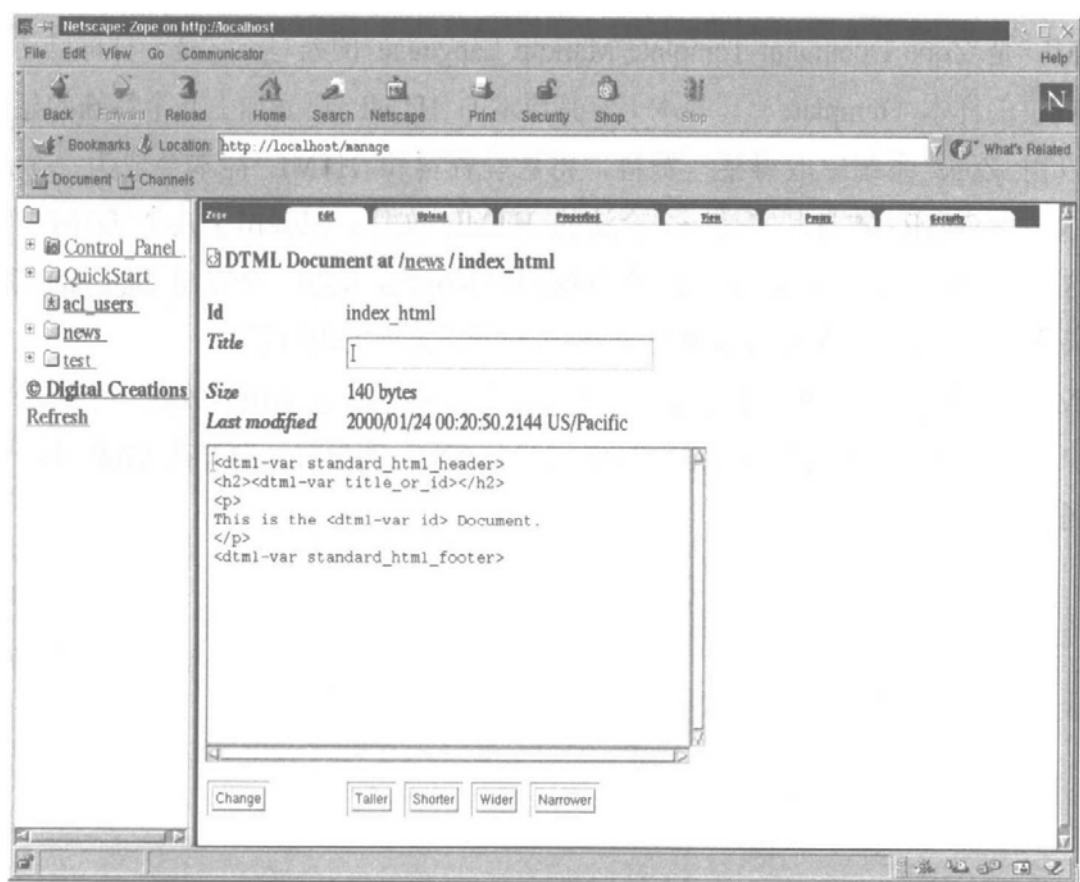 Netscape: Zope on http://localhost
File Edit View Go Communicator Help
Back Forward Reload Home Search Netscape Print Security Shop Stop
N
Bookmarks Location: http://localhost/manage What's Related
Document Channels
Zope Edit Upload Properties View Proxy Security
Control_Panel
QuickStart
acl_users
news
test
© Digital Creations
Refresh
DTML Document at /news / index_html
Id index_html
Title
Size 140 bytes
Last modified 2000/01/24 00:20:50.2144 US/Pacific
<dtml-var standard_html_header>
<h2><dtml-var title_or_id></h2>
<p>
This is the <dtml-var id> Document.
</p>
<dtml-var standard_html_footer>
Change Taller Shorter Wider Narrower